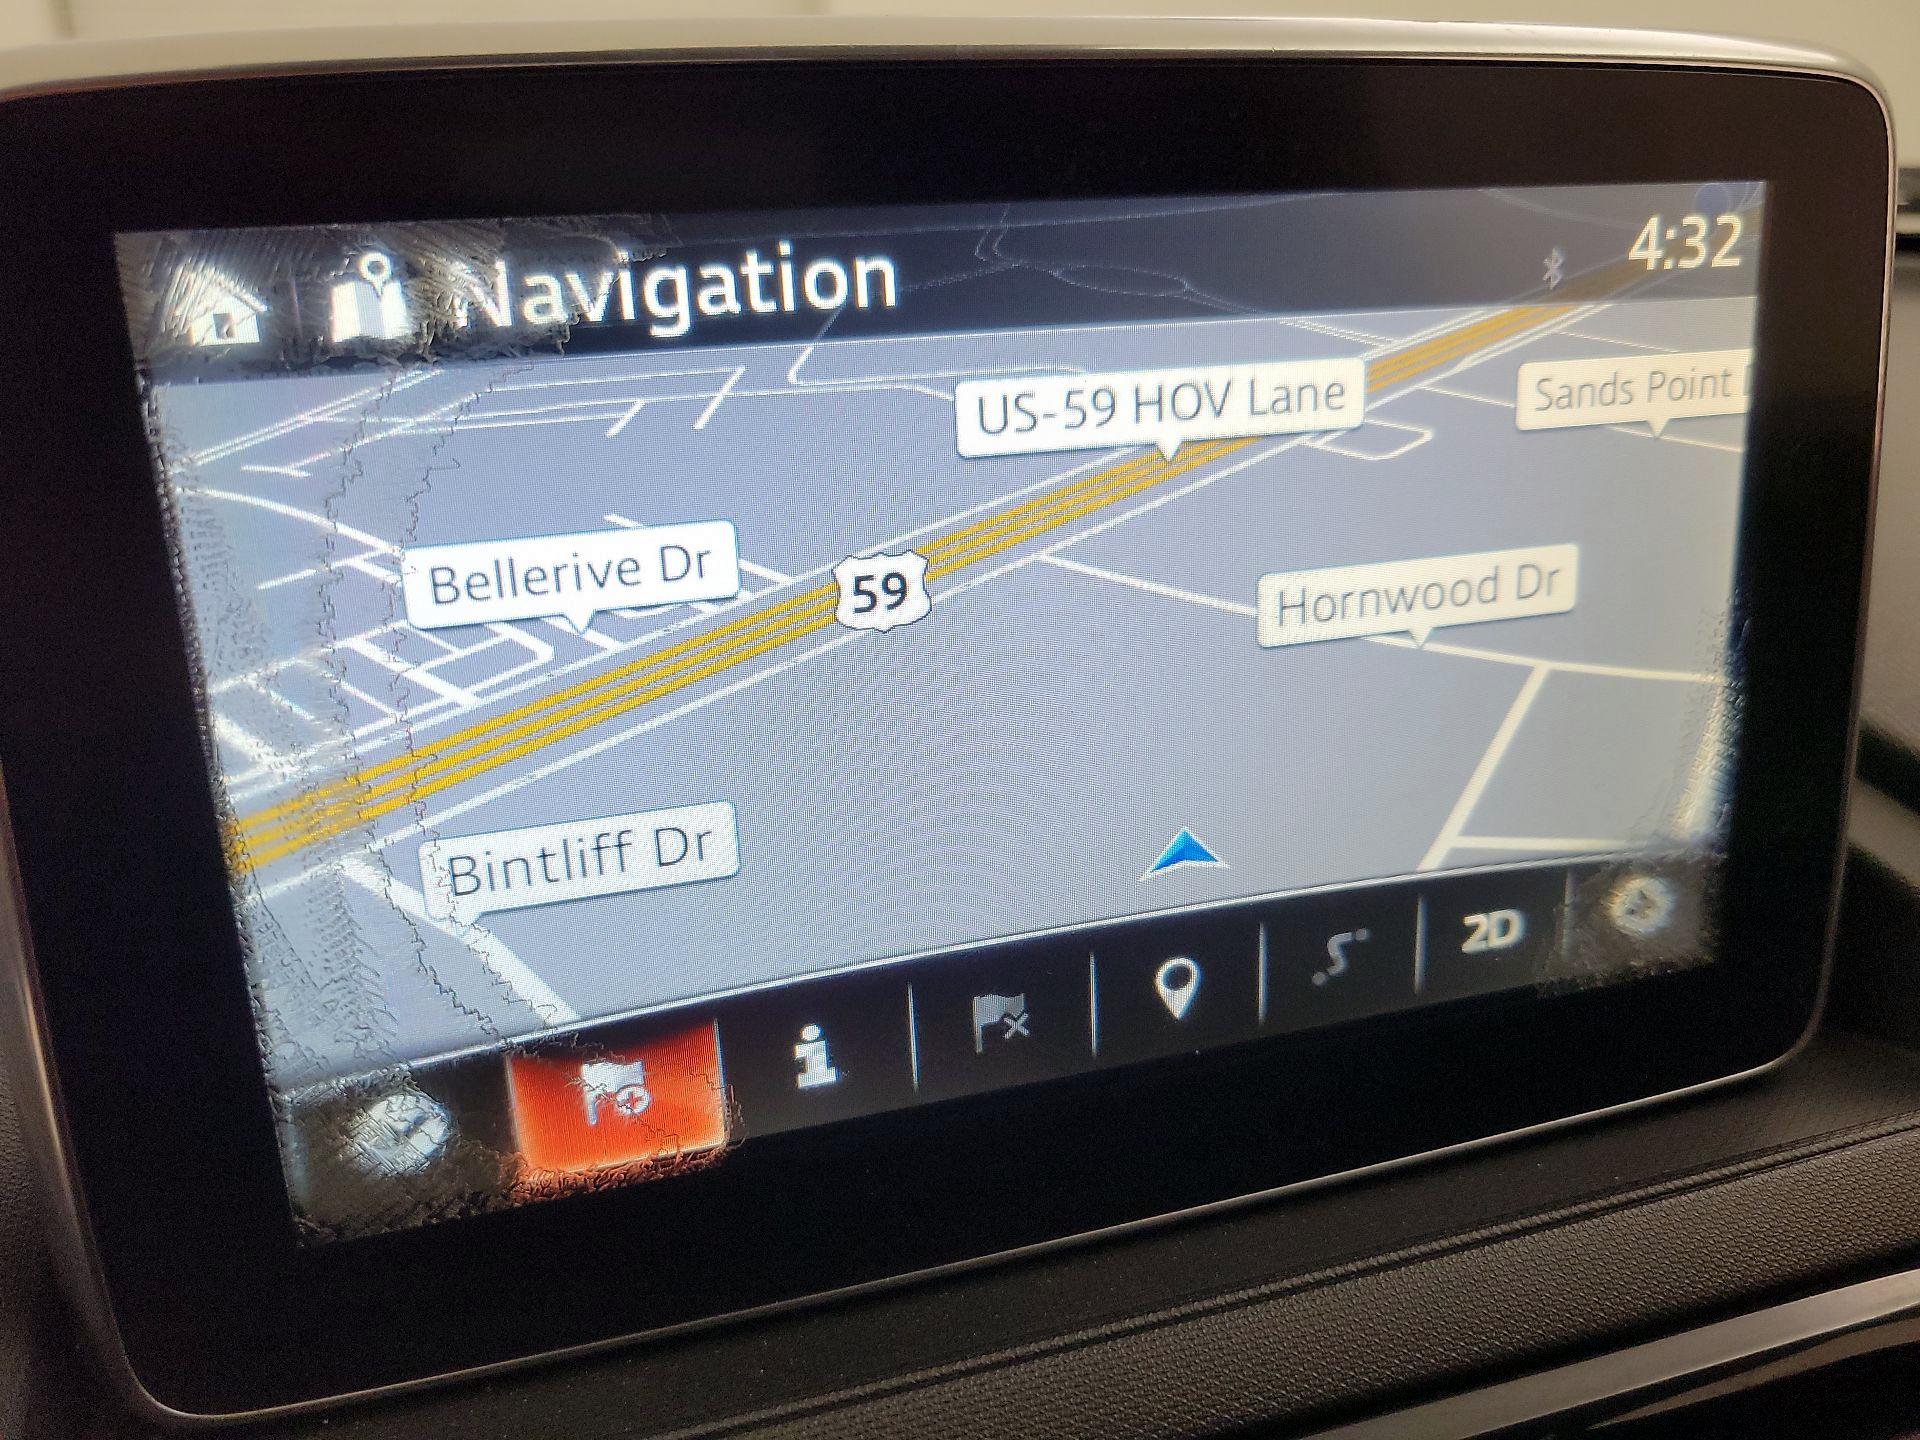 Navigation
4:32
US-59 HOV Lane
Sands Point
Bellerive Dr
59
Hornwood Dr
Bintliff Dr
2D